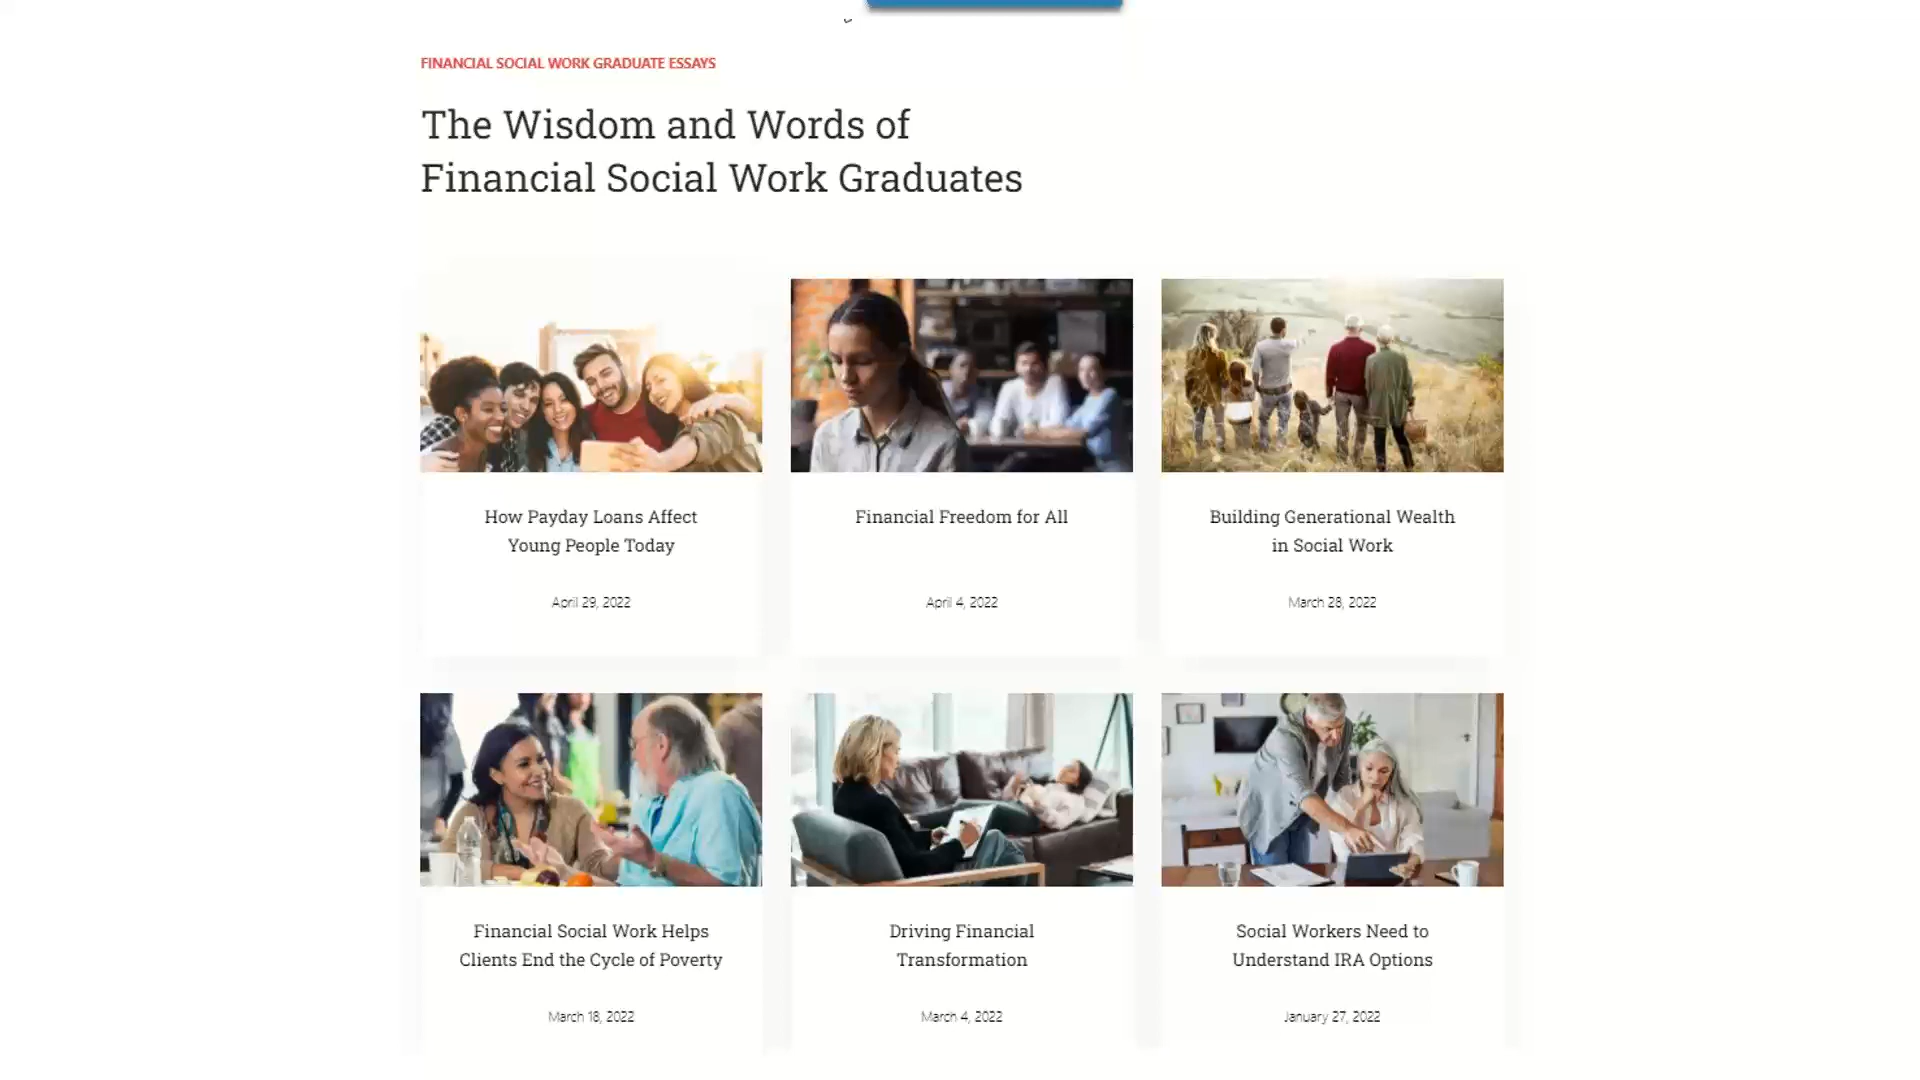 FINANCIAL SOCIAL WORK GRADUATE ESSAYS
The Wisdom and Words of
Financial Social Work Graduates
How Payday Loans Affect
Young People Today
April 29, 2022
Financial Freedom for All
April 4, 2022
Building Generational Wealth
in Social Work
March 28, 2022
Financial Social Work Helps
Clients End the Cycle of Poverty
March 18, 2022
Driving Financial
Transformation
March 4, 2022
Social Workers Need to
Understand IRA Options
January 27, 2022